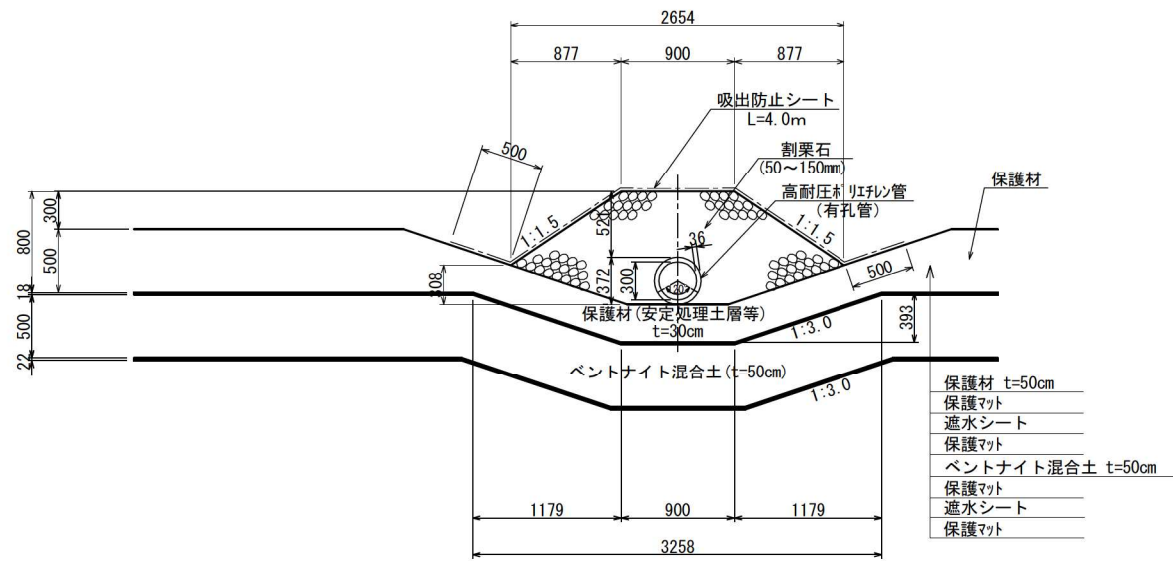 2654
877
900
877
吸出防止シート
L=4.0m
500
割栗石
(50～150mm)
高耐圧ポリエチレン管
(有孔管)
保護材
300
800
500
1:1.5
520
36
1:1.5
308
372
300
500
18
保護材(安定処理土層等)
t=30cm
1:3.0
393
500
22
ベントナイト混合土(t=50cm)
1:3.0
保護材 t=50cm
保護マット
遮水シート
保護マット
ベントナイト混合土 t=50cm
保護マット
遮水シート
保護マット
1179
900
1179
3258